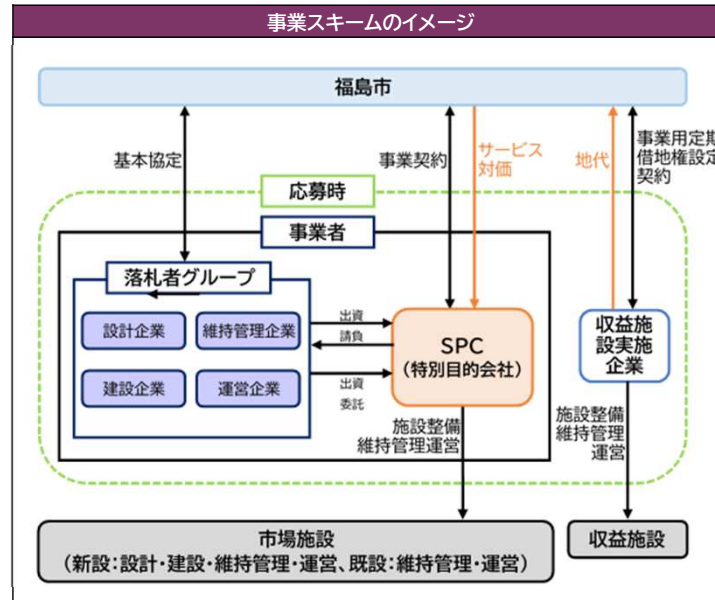 事業スキームのイメージ
福島市
基本協定
事業契約
サービス
対価
地代
事業用定期
借地権設定
契約
応募時
事業者
落札者グループ
設計企業
維持管理企業
建設企業
運営企業
出資
請負
出資
委託
SPC
（特別目的会社）
収益施
設実施
企業
施設整備
維持管理運営
施設整備
維持管理
運営
市場施設
（新設：設計・建設・維持管理・運営、既設：維持管理・運営）
収益施設